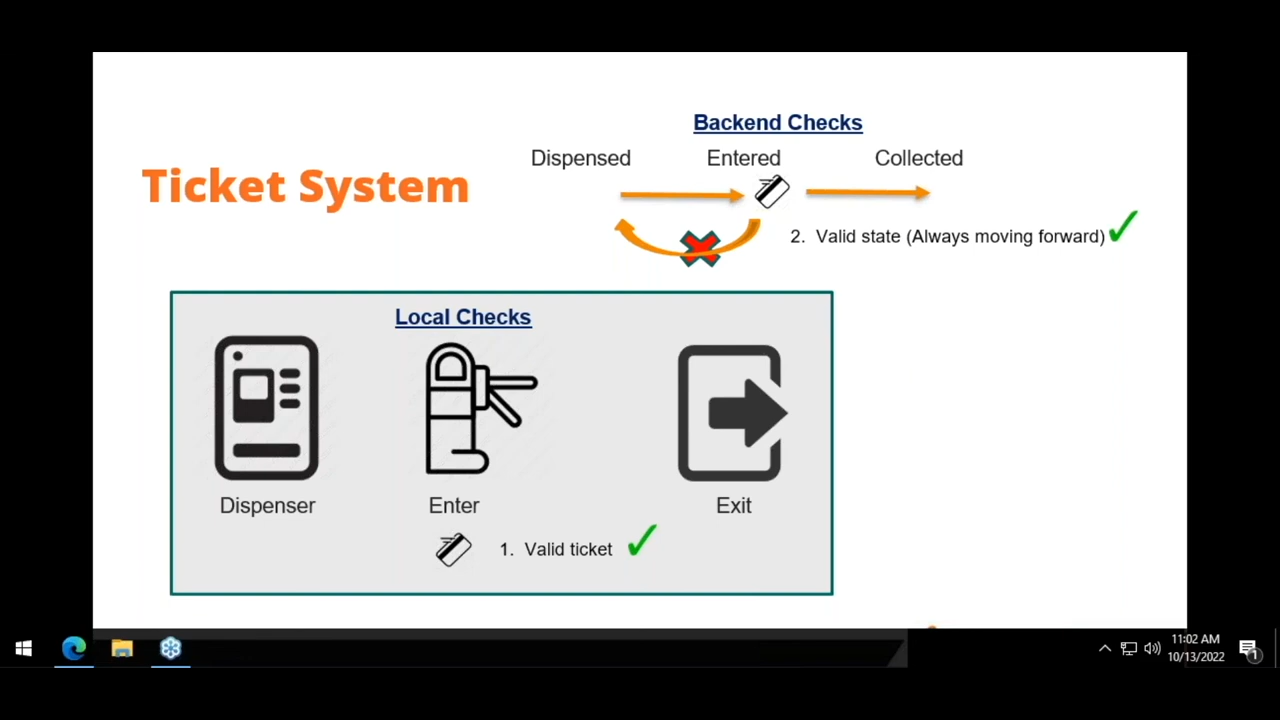 Ticket System
Backend Checks
Dispensed Entered Collected
2. Valid state (Always moving forward)
Local Checks
Dispenser Enter Exit
1. Valid ticket
11:02 AM
10/13/2022
1